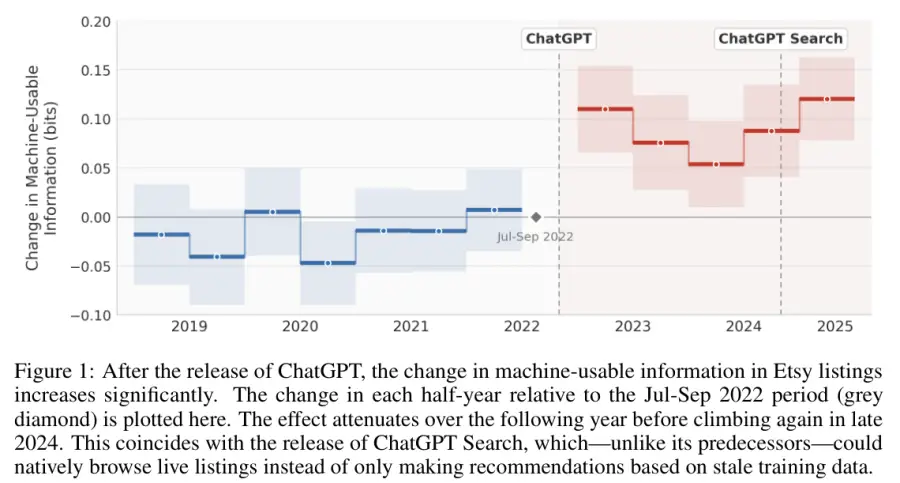 0.20
0.15
0.10
0.05
0.00
−0.05
−0.10
Change in Machine-Usable
Information (bits)
ChatGPT
ChatGPT Search
Jul-Sep 2022
2019
2020
2021
2022
2023
2024
2025
Figure 1: After the release of ChatGPT, the change in machine-usable information in Etsy listings
increases significantly. The change in each half-year relative to the Jul-Sep 2022 period (grey
diamond) is plotted here. The effect attenuates over the following year before climbing again in late
2024. This coincides with the release of ChatGPT Search, which—unlike its predecessors—could
natively browse live listings instead of only making recommendations based on stale training data.